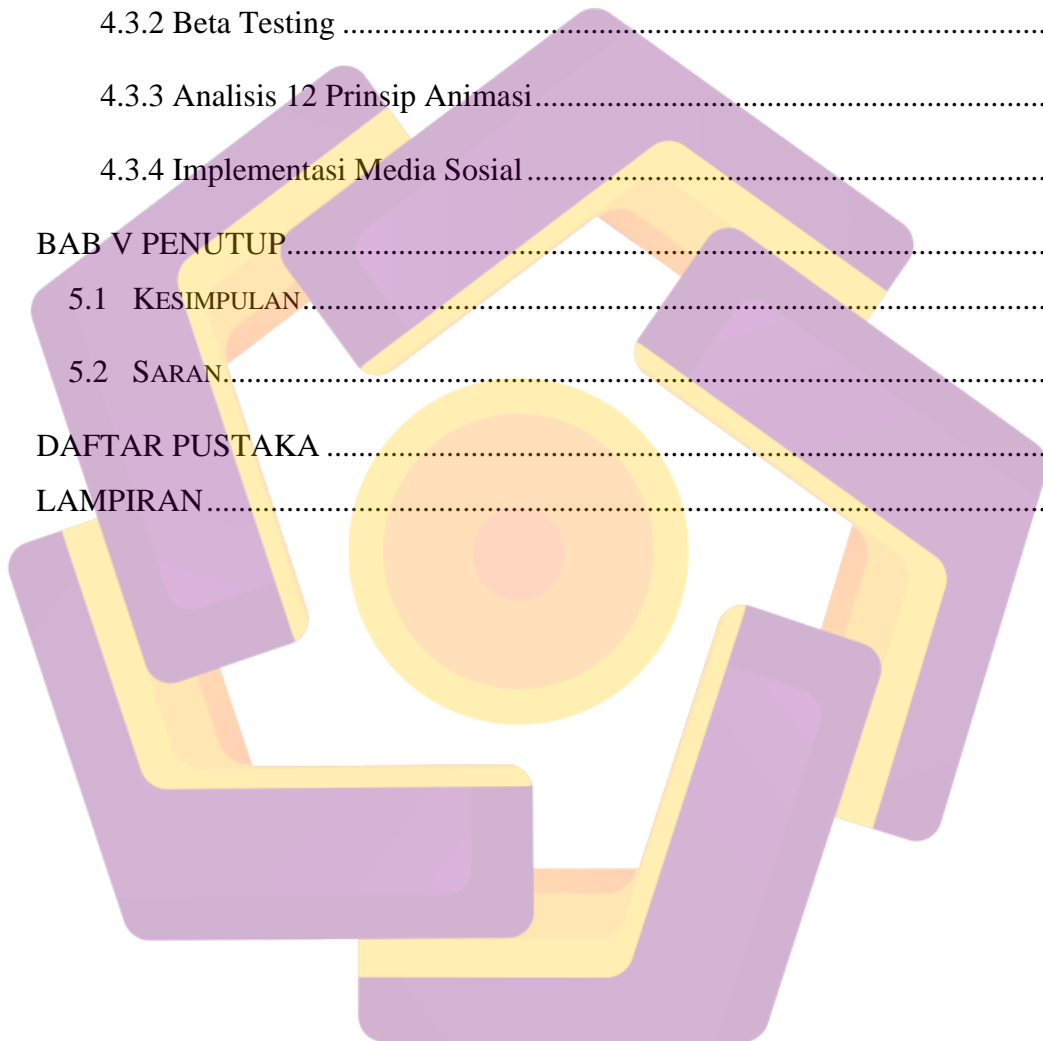 4.3.2 Beta Testing ........................................................................................
4.3.3 Analisis 12 Prinsip Animasi................................................................
4.3.4 Implementasi Media Sosial.................................................................
BAB V PENUTUP................................................................................................
5.1 KESIMPULAN..............................................................................................
5.2 SARAN.........................................................................................................
DAFTAR PUSTAKA ..........................................................................................
LAMPIRAN...........................................................................................................